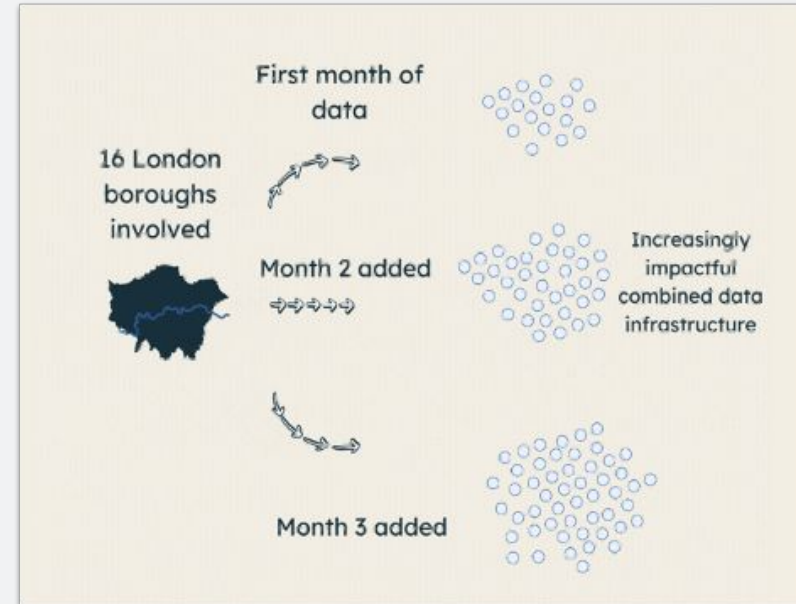 First month of
data
16 London
boroughs
involved
Month 2 added
Increasingly
impactful
combined data
infrastructure
Month 3 added